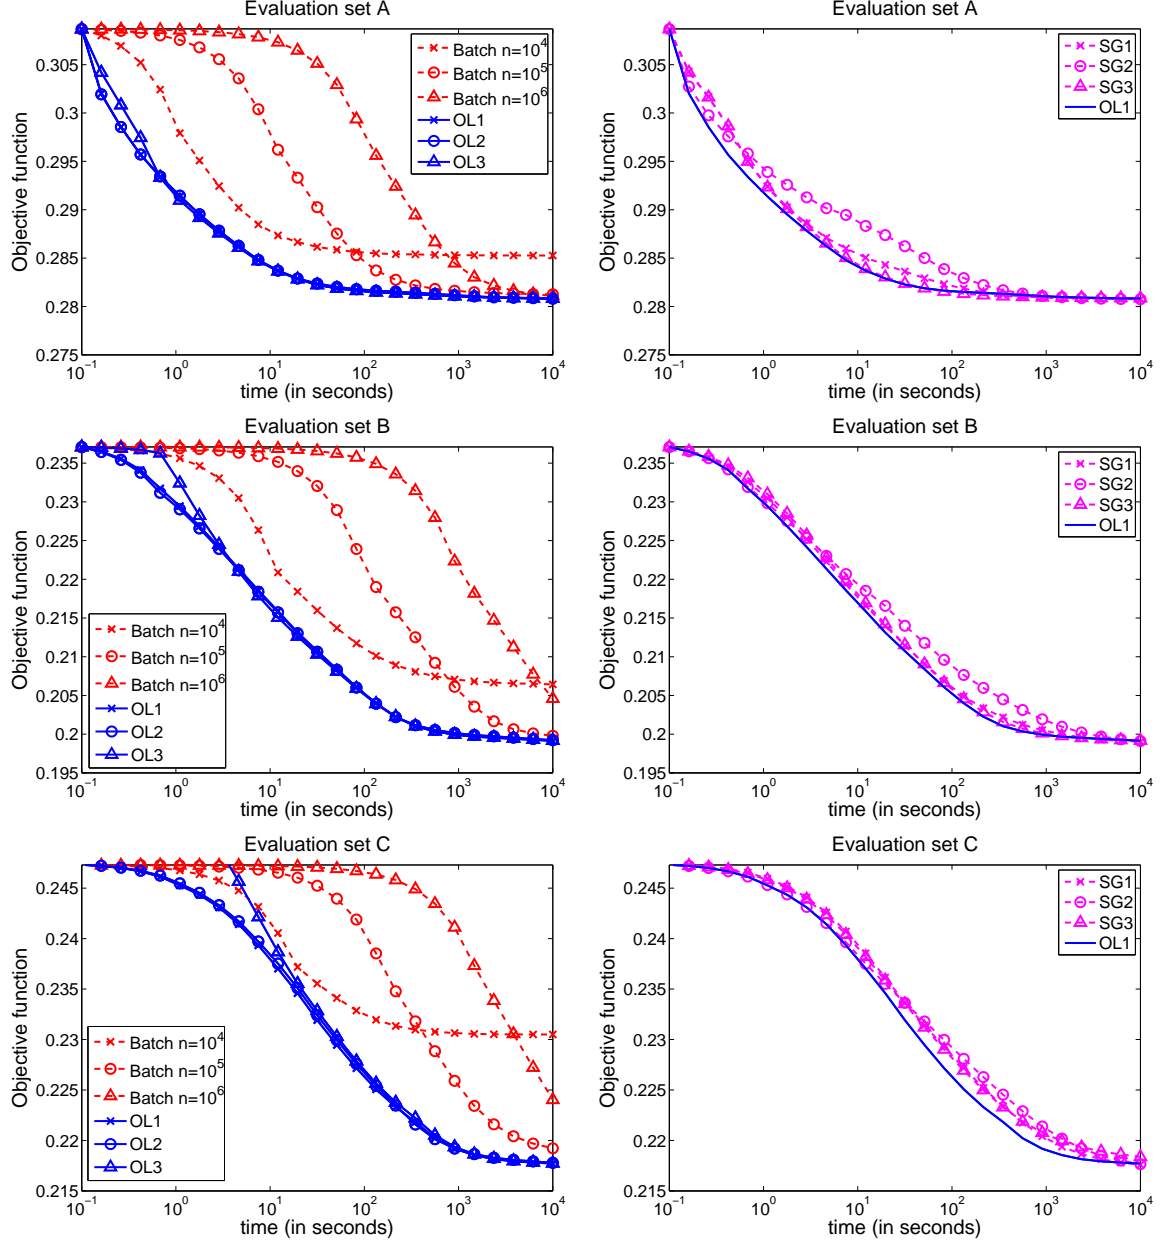 Evaluation set A
Objective function
0.305
0.3
0.295
0.29
0.285
0.28
0.275
Batch n=10^4
Batch n=10^5
Batch n=10^6
OL1
OL2
OL3
10^−1 10^0 10^1 10^2 10^3 10^4
time (in seconds)
Evaluation set A
Objective function
0.305
0.3
0.295
0.29
0.285
0.28
0.275
SG1
SG2
SG3
OL1
10^−1 10^0 10^1 10^2 10^3 10^4
time (in seconds)
Evaluation set B
Objective function
0.235
0.23
0.225
0.22
0.215
0.21
0.205
0.2
0.195
Batch n=10^4
Batch n=10^5
Batch n=10^6
OL1
OL2
OL3
10^−1 10^0 10^1 10^2 10^3 10^4
time (in seconds)
Evaluation set B
Objective function
0.235
0.23
0.225
0.22
0.215
0.21
0.205
0.2
0.195
SG1
SG2
SG3
OL1
10^−1 10^0 10^1 10^2 10^3 10^4
time (in seconds)
Evaluation set C
Objective function
0.245
0.24
0.235
0.23
0.225
0.22
0.215
Batch n=10^4
Batch n=10^5
Batch n=10^6
OL1
OL2
OL3
10^−1 10^0 10^1 10^2 10^3 10^4
time (in seconds)
Evaluation set C
Objective function
0.245
0.24
0.235
0.23
0.225
0.22
0.215
SG1
SG2
SG3
OL1
10^−1 10^0 10^1 10^2 10^3 10^4
time (in seconds)